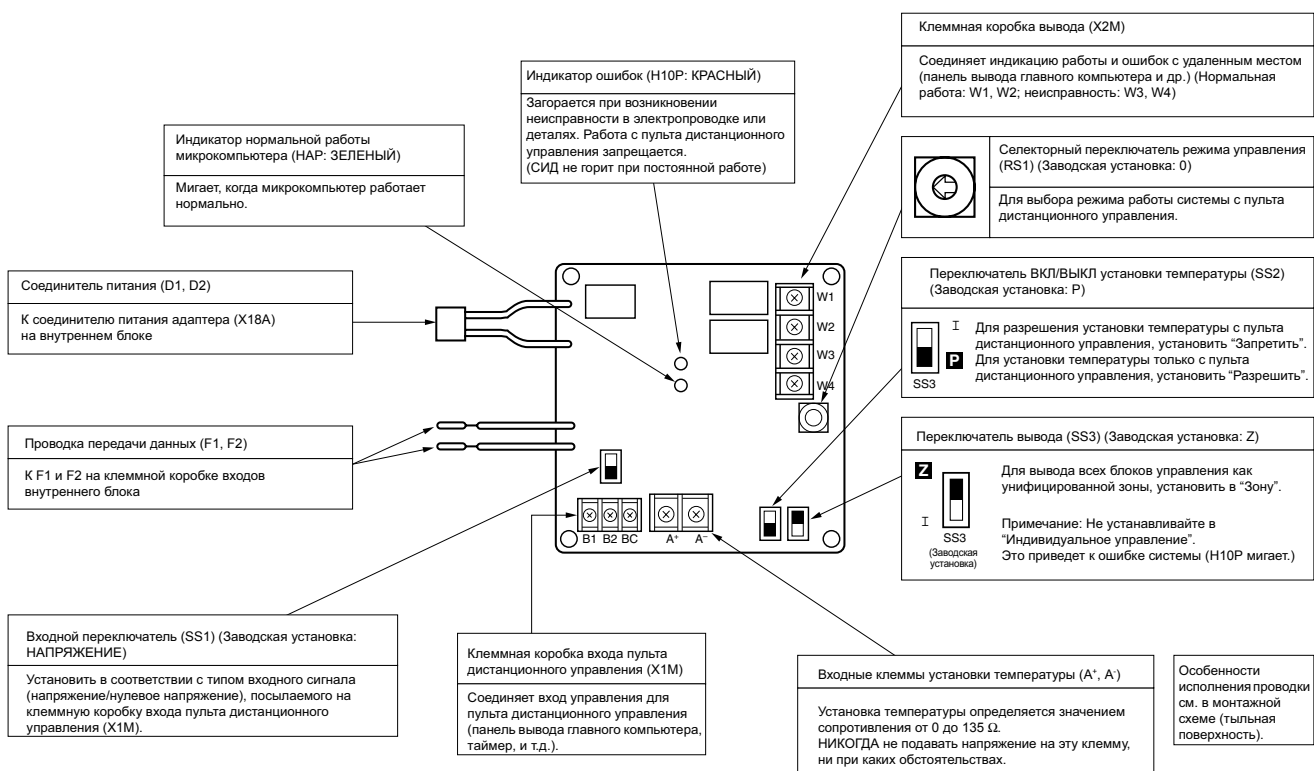 Клеммная коробка вывода (X2M)
Соединяет индикацию работы и ошибок с удаленным местом
(панель вывода главного компьютера и др.) (Нормальная
работа: W1, W2; неисправность: W3, W4)
Индикатор ошибок (H10P: КРАСНЫЙ)
Загорается при возникновении
неисправности в электропроводке или
деталях. Работа с пульта дистанционного
управления запрещается.
(СИД не горит при постоянной работе)
Индикатор нормальной работы
микрокомпьютера (HAP: ЗЕЛЕНЫЙ)
Мигает, когда микрокомпьютер работает
нормально.
Селекторный переключатель режима управления
(RS1) (Заводская установка: 0)
Для выбора режима работы системы с пульта
дистанционного управления.
Соединитель питания (D1, D2)
К соединителю питания адаптера (X18A)
на внутреннем блоке
Переключатель ВКЛ/ВЫКЛ установки температуры (SS2)
(Заводская установка: P)
I
P
SS3
Для разрешения установки температуры с пульта
дистанционного управления, установить “Запретить”.
Для установки температуры только с пульта
дистанционного управления, установить “Разрешить”.
W1
W2
W3
W4
Проводка передачи данных (F1, F2)
К F1 и F2 на клеммной коробке входов
внутреннего блока
Переключатель вывода (SS3) (Заводская установка: Z)
Z
I
SS3
(Заводская
установка)
Для вывода всех блоков управления как
унифицированной зоны, установить в “Зону”.
Примечание: Не устанавливайте в
“Индивидуальное управление”.
Это приведет к ошибке системы (H10P мигает.)
B1 B2 BC A+ A−
Входной переключатель (SS1) (Заводская установка:
НАПРЯЖЕНИЕ)
Установить в соответствии с типом входного сигнала
(напряжение/нулевое напряжение), посылаемого на
клеммную коробку входа пульта дистанционного
управления (X1M).
Клеммная коробка входа пульта
дистанционного управления (X1M)
Соединяет вход управления для
пульта дистанционного управления
(панель вывода главного компьютера,
таймер, и т.д.).
Входные клеммы установки температуры (A+, A-)
Установка температуры определяется значением
сопротивления от 0 до 135 Ω.
НИКОГДА не подавать напряжение на эту клемму,
ни при каких обстоятельствах.
Особенности
исполнения проводки
см. в монтажной
схеме (тыльная
поверхность).